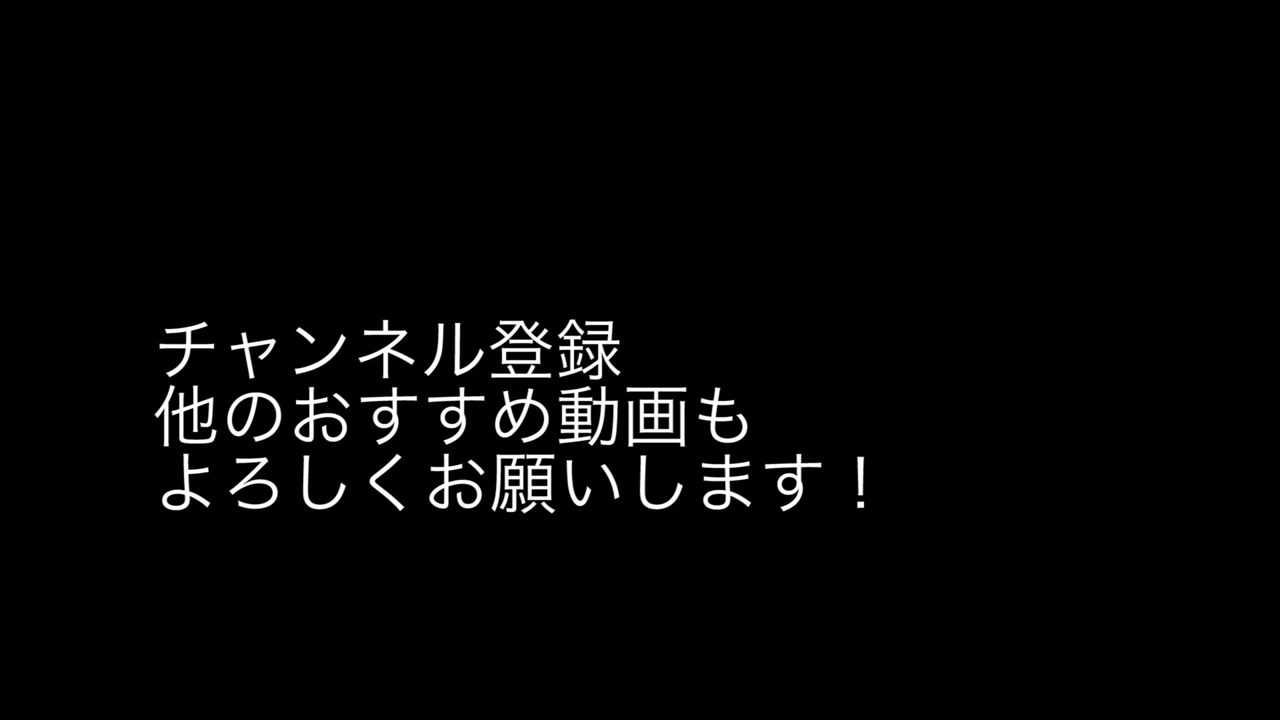 チャンネル登録
他のおすすめ動画も
よろしくお願いします！